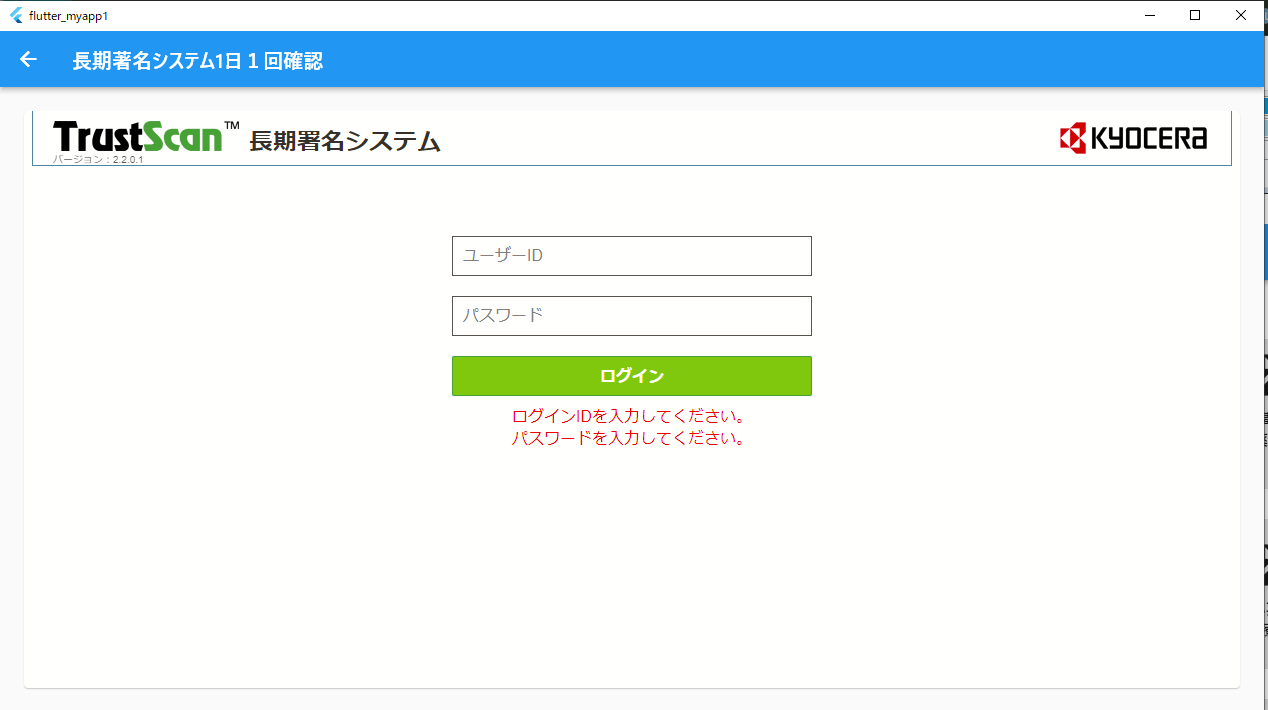 flutter_myapp1
長期署名システム1日１回確認
TrustScan™ 長期署名システム
バージョン : 2.2.0.1
KYOCERA
ユーザーID
パスワード
ログイン
ログインIDを入力してください。
パスワードを入力してください。